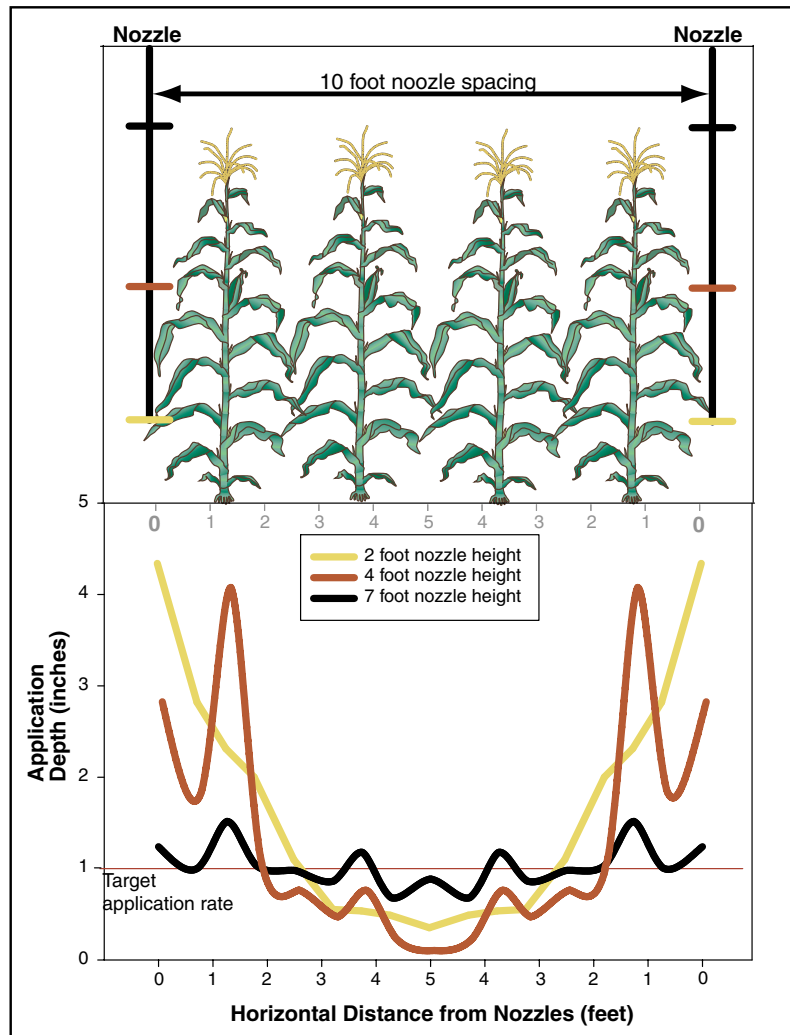 Nozzle Nozzle
10 foot noozle spacing
5
0 1 2 3 4 5 4 3 2 1 0
2 foot nozzle height
4 foot nozzle height
7 foot nozzle height
4
3
2
1
0
Application
Depth (inches)
Target
application rate
0 1 2 3 4 5 4 3 2 1 0
Horizontal Distance from Nozzles (feet)